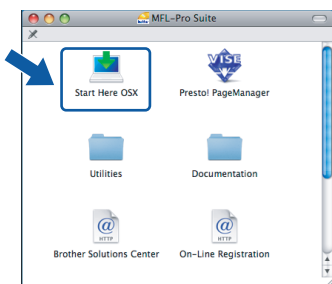 MFL-Pro Suite
Start Here OSX
VISE
Presto! PageManager
Utilities
Documentation
@
HTTP
Brother Solutions Center
@
HTTP
On-Line Registration